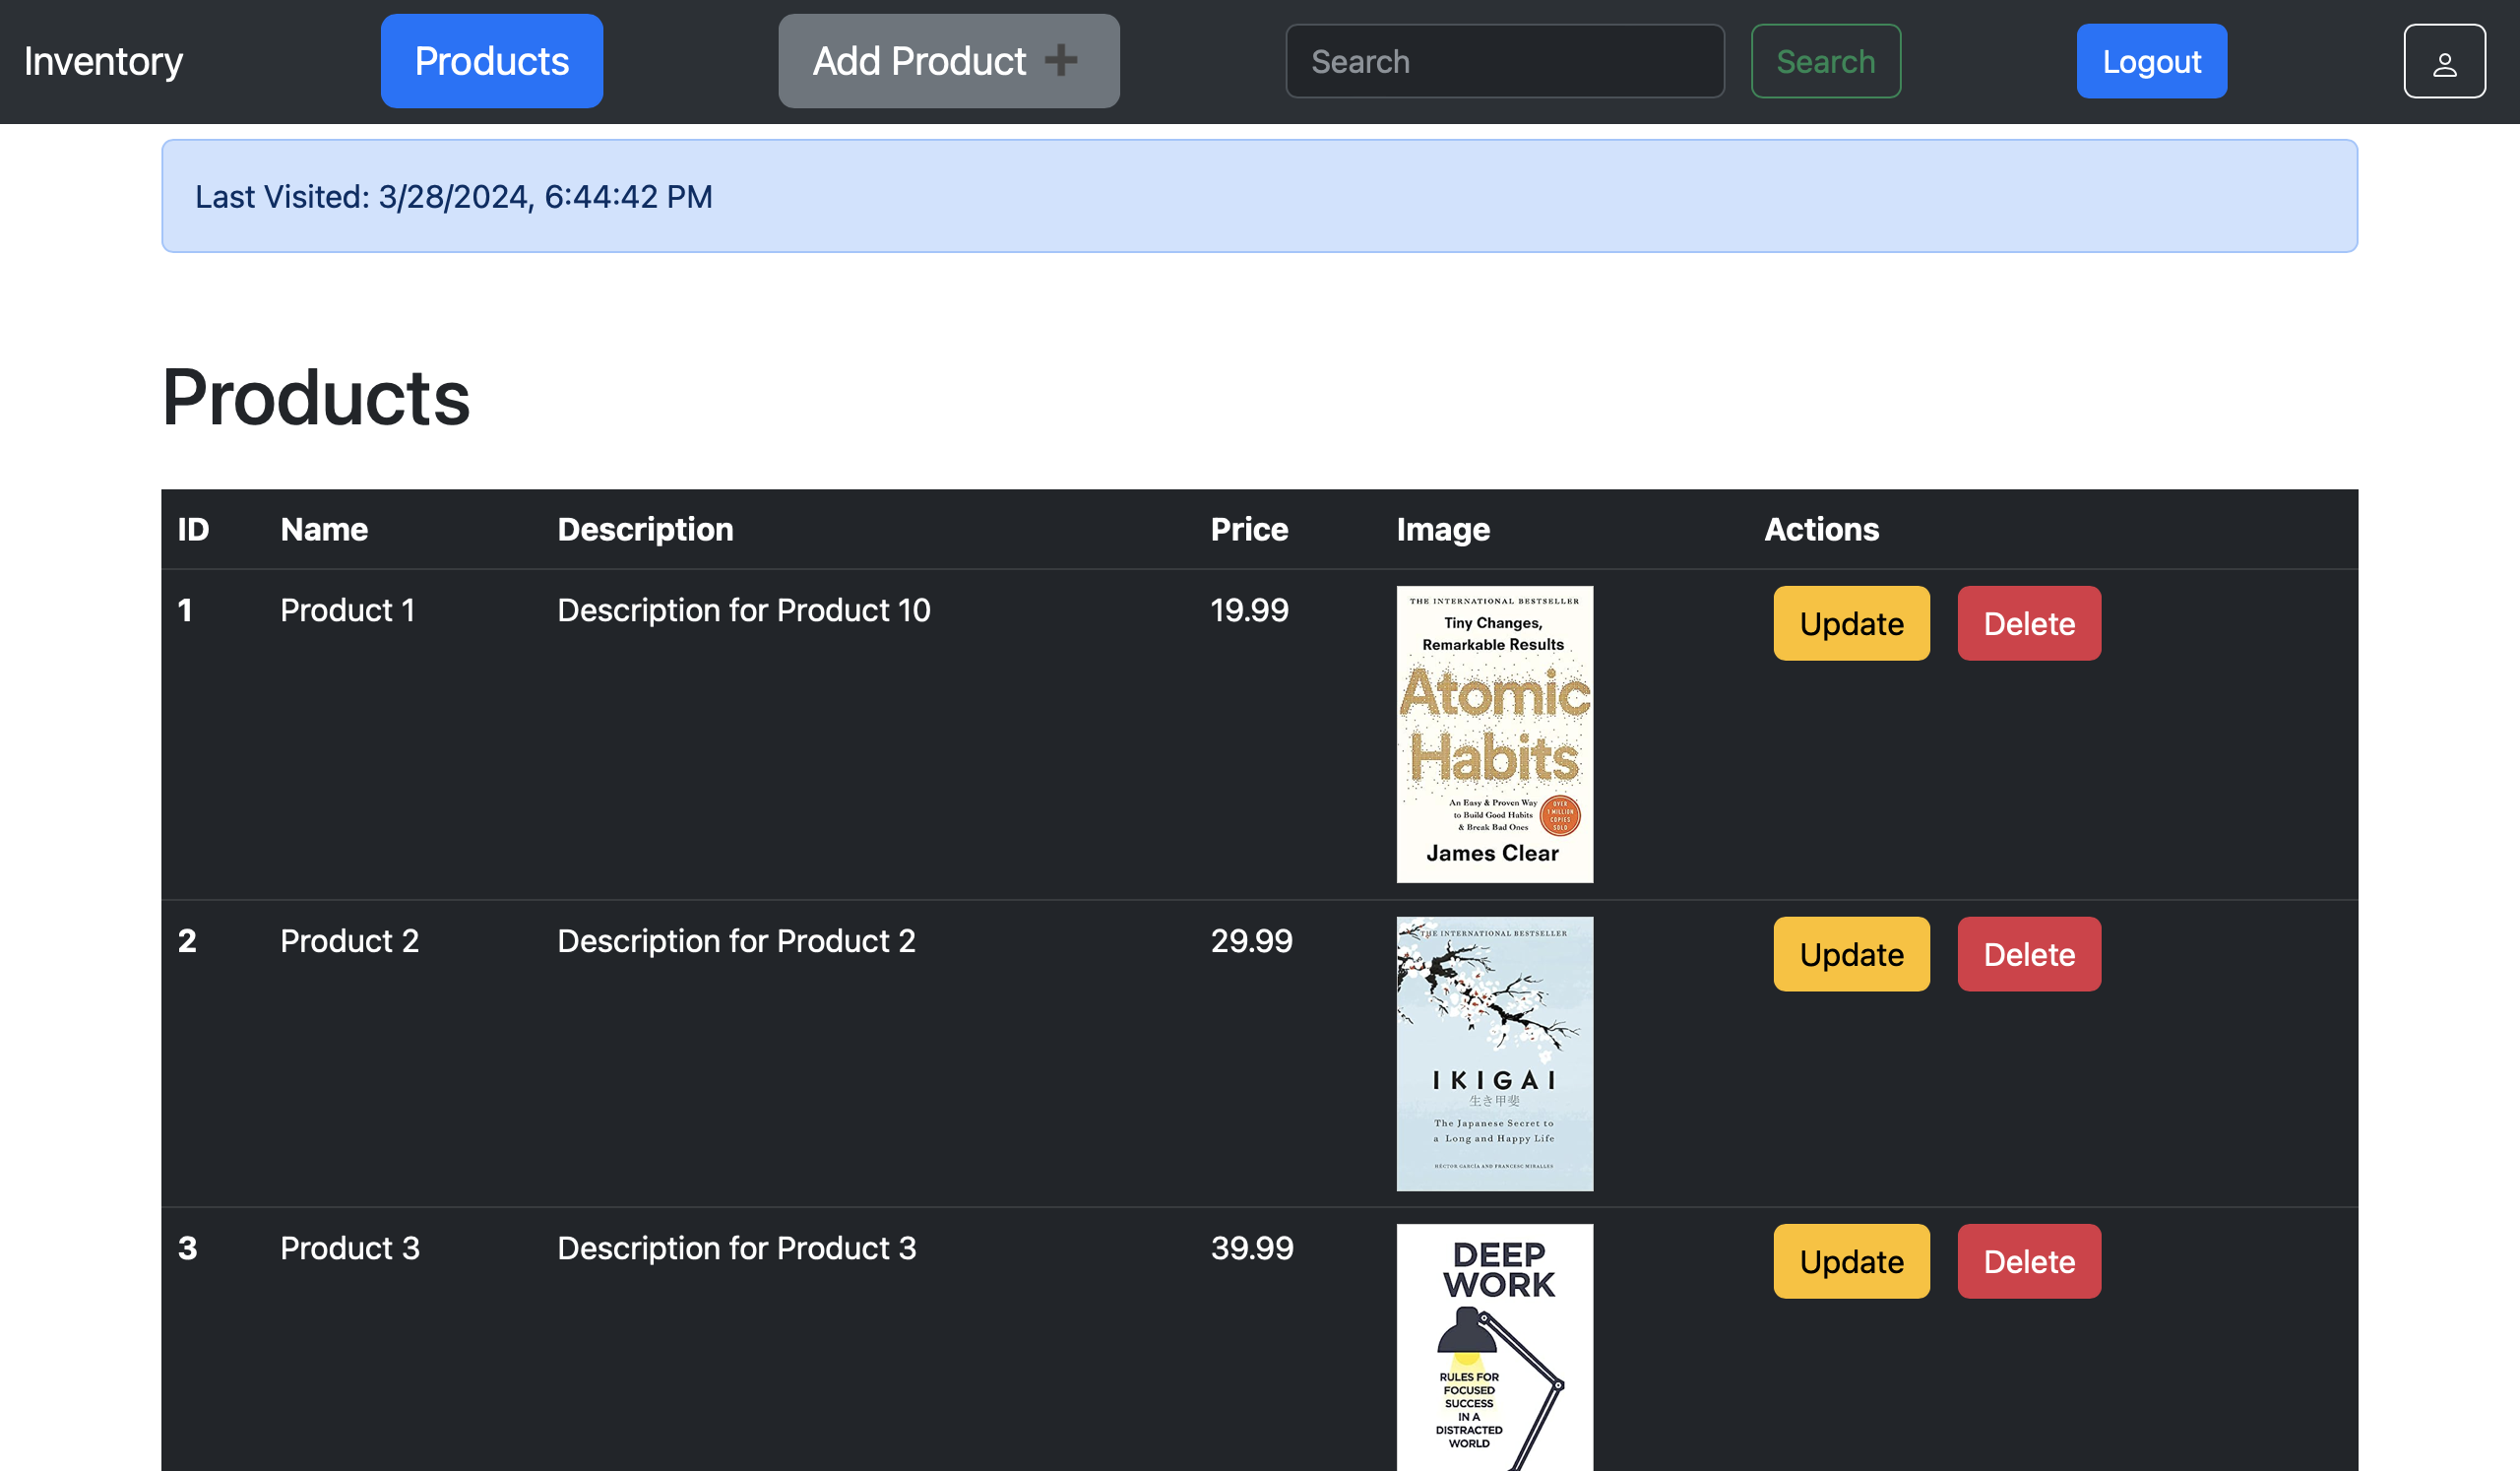 Inventory
Products
Add Product ➕
Search
Search
Logout
Last Visited: 3/28/2024, 6:44:42 PM
Products
ID Name Description Price Image Actions
1 Product 1 Description for Product 10 19.99
THE INTERNATIONAL BESTSELLER
Tiny Changes,
Remarkable Results
Atomic
Habits
An Easy & Proven Way
to Build Good Habits
& Break Bad Ones
OVER
1 MILLION
COPIES
SOLD
James Clear
Update Delete
2 Product 2 Description for Product 2 29.99
THE INTERNATIONAL BESTSELLER
IKIGAI
生き甲斐
The Japanese Secret to
a Long and Happy Life
HÉCTOR GARCÍA AND FRANCESC MIRALLES
Update Delete
3 Product 3 Description for Product 3 39.99
DEEP
WORK
RULES FOR
FOCUSED
SUCCESS
IN A
DISTRACTED
WORLD
Update Delete